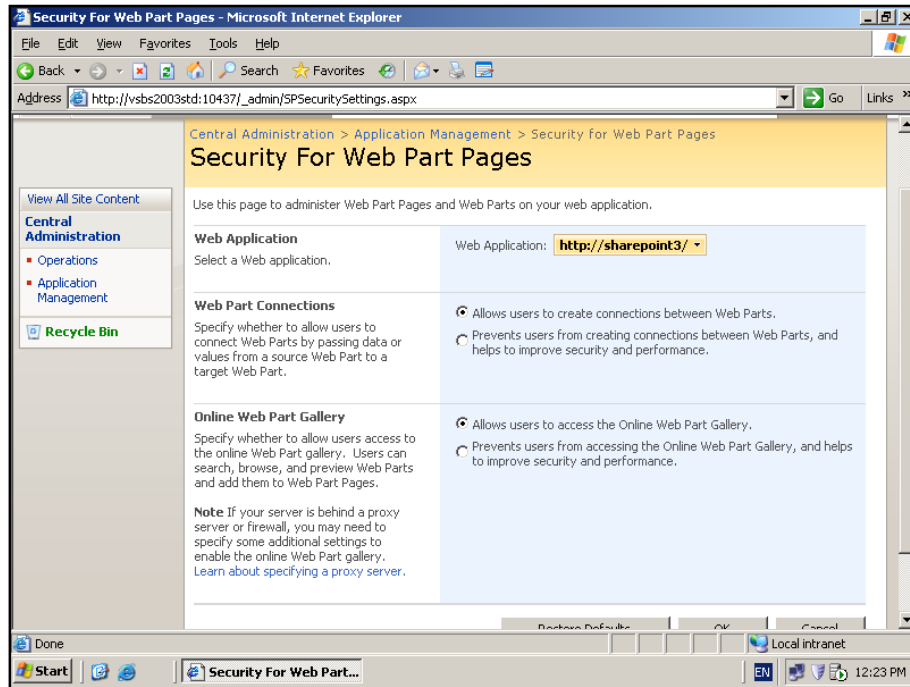 Security For Web Part Pages - Microsoft Internet Explorer
File Edit View Favorites Tools Help
Back Search Favorites
Address http://vsbs2003std:10437/_admin/SPSecuritySettings.aspx Go Links »
Central Administration > Application Management > Security for Web Part Pages
Security For Web Part Pages
View All Site Content
Central
Administration
Operations
Application
Management
Recycle Bin
Use this page to administer Web Part Pages and Web Parts on your web application.
Web Application
Select a Web application.
Web Application: http://sharepoint3/
Web Part Connections
Specify whether to allow users to
connect Web Parts by passing data or
values from a source Web Part to a
target Web Part.
Allows users to create connections between Web Parts.
Prevents users from creating connections between Web Parts, and
helps to improve security and performance.
Online Web Part Gallery
Specify whether to allow users access to
the online Web Part gallery. Users can
search, browse, and preview Web Parts
and add them to Web Part Pages.
Note If your server is behind a proxy
server or firewall, you may need to
specify some additional settings to
enable the online Web Part gallery.
Learn about specifying a proxy server.
Allows users to access the Online Web Part Gallery.
Prevents users from accessing the Online Web Part Gallery, and helps
to improve security and performance.
Restore Defaults OK Cancel
Done Local intranet
Start Security For Web Part... EN 12:23 PM